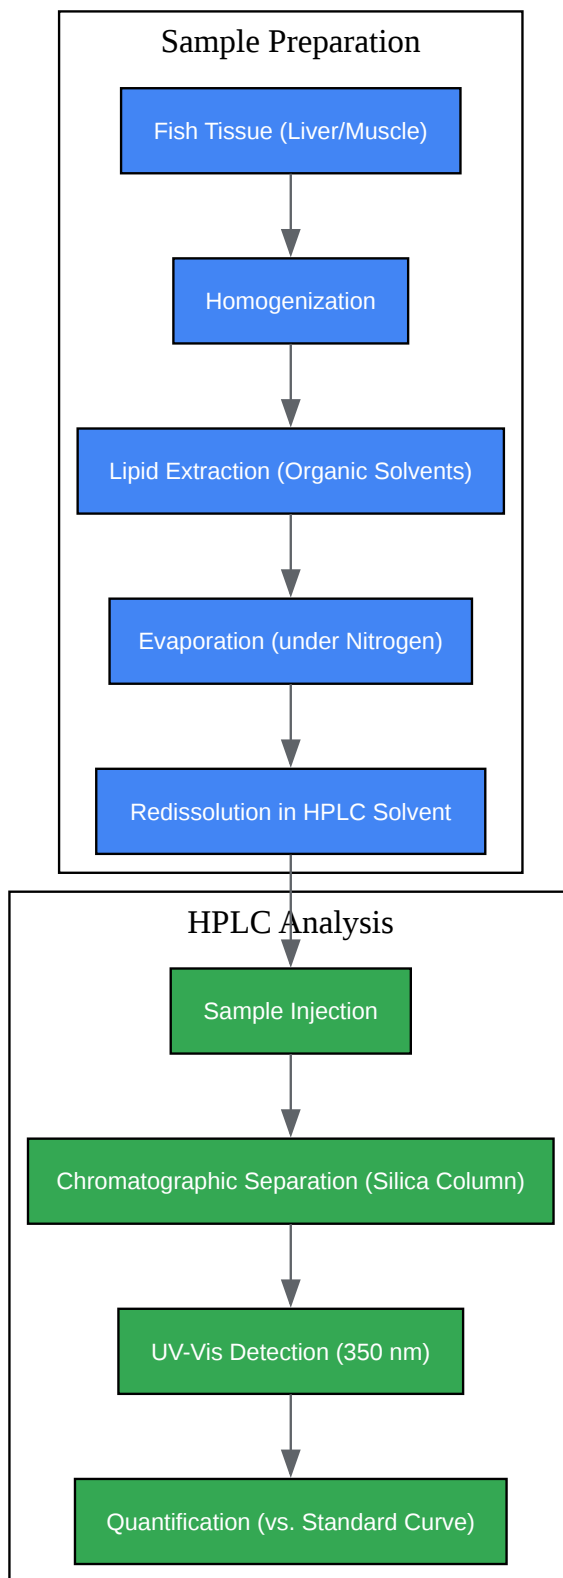 Sample Preparation
Fish Tissue (Liver/Muscle)
Homogenization
Lipid Extraction (Organic Solvents)
Evaporation (under Nitrogen)
Redissolution in HPLC Solvent
HPLC Analysis
Sample Injection
Chromatographic Separation (Silica Column)
UV-Vis Detection (350 nm)
Quantification (vs. Standard Curve)